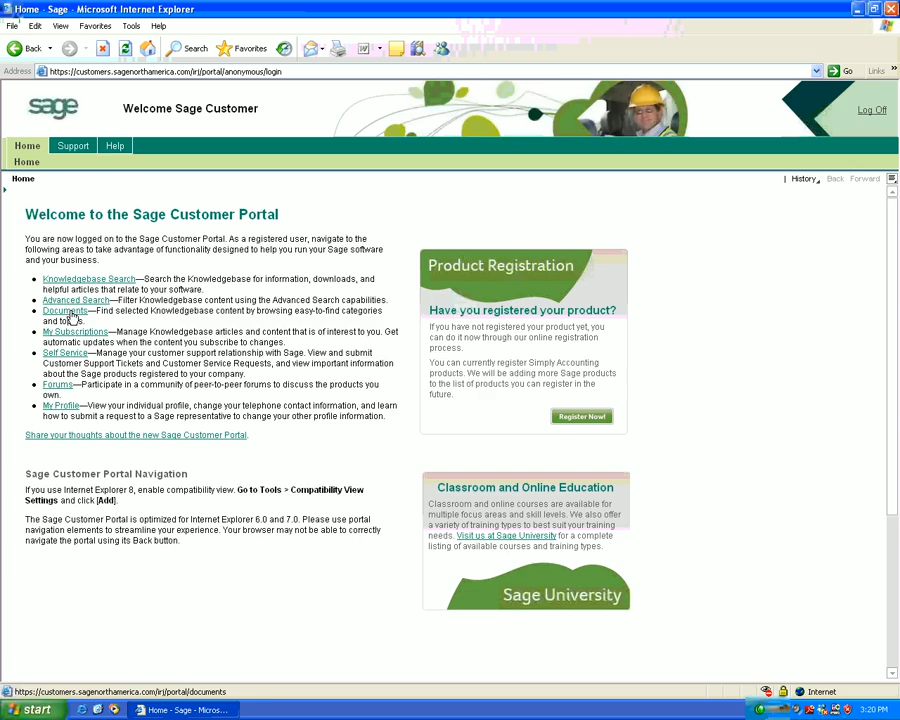 Home - Sage - Microsoft Internet Explorer
File Edit View Favorites Tools Help
Back Search Favorites
Address https://customers.sagenorthamerica.com/irj/portal/anonymous/login Go Links »
sage Welcome Sage Customer Log Off
Home Support Help
Home
Home History Back Forward
Welcome to the Sage Customer Portal
You are now logged on to the Sage Customer Portal. As a registered user, navigate to the
following areas to take advantage of functionality designed to help you run your Sage software
and your business.
Knowledgebase Search—Search the Knowledgebase for information, downloads, and
helpful articles that relate to your software.
Advanced Search—Filter Knowledgebase content using the Advanced Search capabilities.
Documents—Find selected Knowledgebase content by browsing easy-to-find categories
and
My Subscriptions—Manage Knowledgebase articles and content that is of interest to you. Get
automatic updates when the content you subscribe to changes.
Self Service—Manage your customer support relationship with Sage. View and submit
Customer Support Tickets and Customer Service Requests, and view important information
about the Sage products registered to your company.
Forums—Participate in a community of peer-to-peer forums to discuss the products you
own.
My Profile—View your individual profile, change your telephone contact information, and learn
how to submit a request to a Sage representative to change your other profile information.
Share your thoughts about the new Sage Customer Portal.
Product Registration
Have you registered your product?
If you have not registered your product yet, you
can do it now through our online registration
process.
You can currently register Simply Accounting
products. We will be adding more Sage products
to the list of products you can register in the
future.
Register Now!
Sage Customer Portal Navigation
If you use Internet Explorer 8, enable compatibility view. Go to Tools > Compatibility View
Settings and click [Add].
The Sage Customer Portal is optimized for Internet Explorer 6.0 and 7.0. Please use portal
navigation elements to streamline your experience. Your browser may not be able to correctly
navigate the portal using its Back button.
Classroom and Online Education
Classroom and online courses are available for
multiple focus areas and skill levels. We also offer
a variety of training types to best suit your training
needs. Visit us at Sage University for a complete
listing of available courses and training types.
Sage University
https://customers.sagenorthamerica.com/irj/portal/documents Internet
start Home - Sage - Micros... 3:20 PM